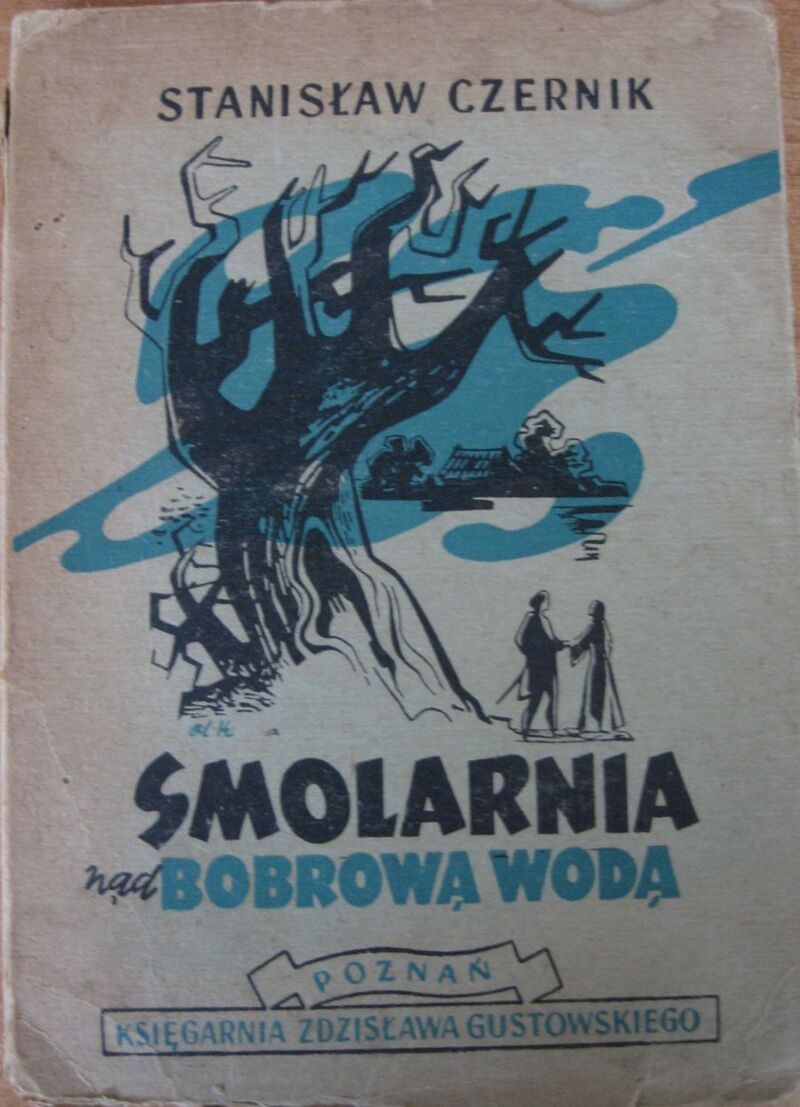 STANISŁAW CZERNIK
SMOLARNIA
nad BOBROWĄ WODĄ
POZNAŃ
KSIĘGARNIA ZDZISŁAWA GUSTOWSKIEGO